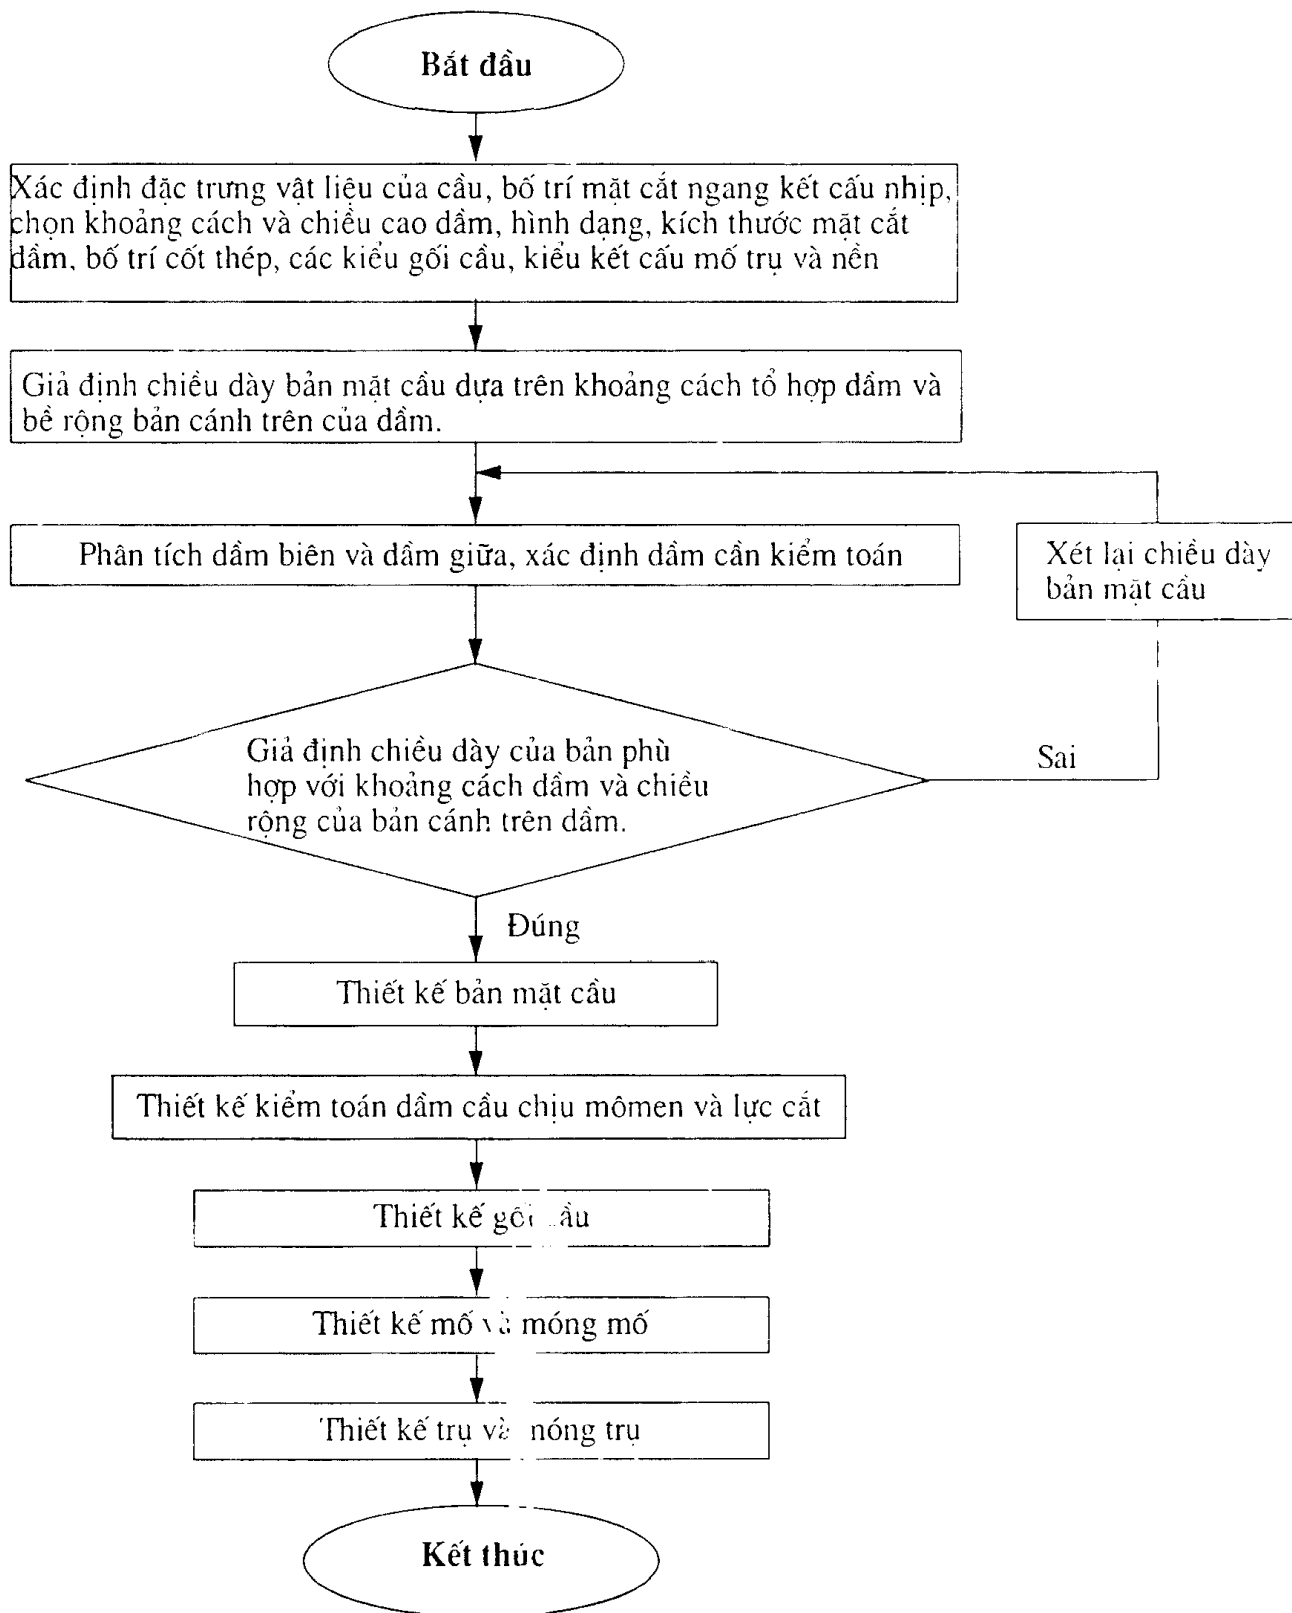 Bắt đầu
Xác định đặc trưng vật liệu của cầu, bố trí mặt cắt ngang kết cấu nhịp,
chọn khoảng cách và chiều cao dầm, hình dạng, kích thước mặt cắt
dầm, bố trí cốt thép, các kiểu gối cầu, kiểu kết cấu mố trụ và nền
Giả định chiều dày bản mặt cầu dựa trên khoảng cách tổ hợp dầm và
bề rộng bản cánh trên của dầm.
Phân tích dầm biên và dầm giữa, xác định dầm cần kiểm toán
Xét lại chiều dày
bản mặt cầu
Giả định chiều dày của bản phù
hợp với khoảng cách dầm và chiều
rộng của bản cánh trên dầm.
Sai
Đúng
Thiết kế bản mặt cầu
Thiết kế kiểm toán dầm cầu chịu mômen và lực cắt
Thiết kế gối cầu
Thiết kế mố và móng mố
Thiết kế trụ và móng trụ
Kết thúc